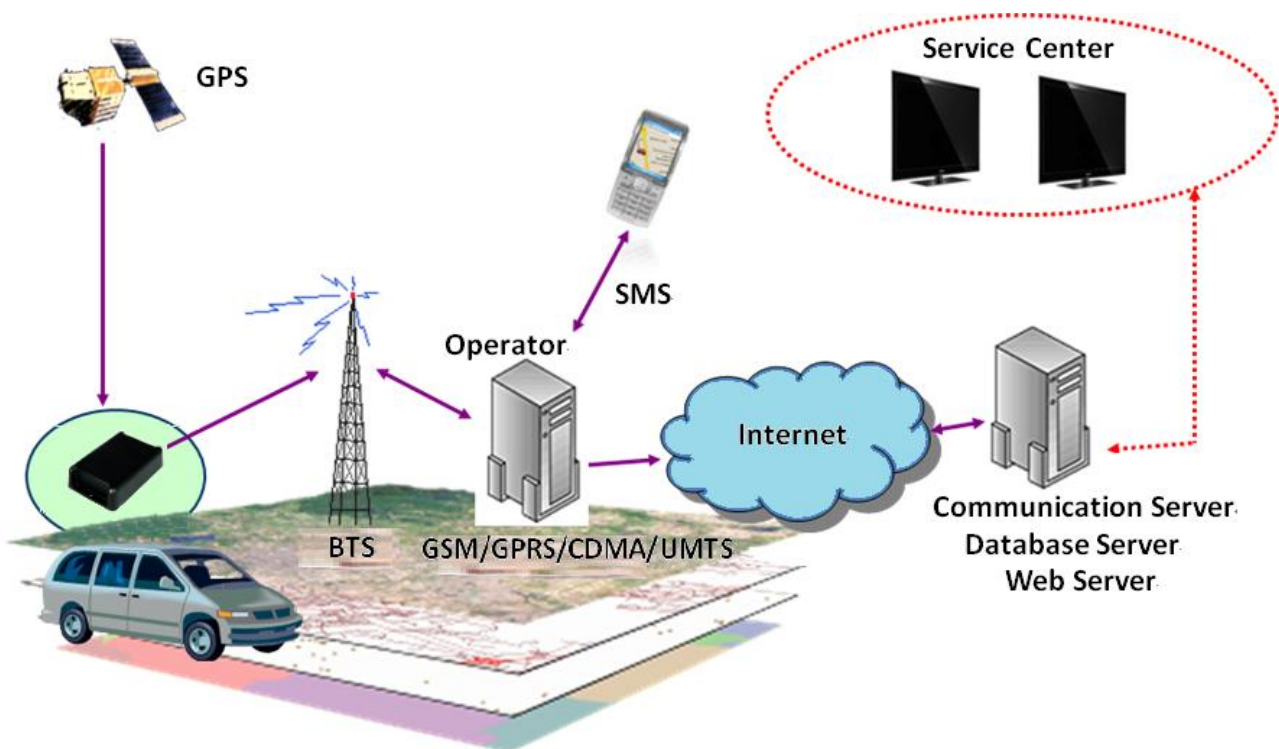 Service Center
GPS
SMS
Operator
Internet
BTS
GSM/GPRS/CDMA/UMTS
Communication Server
Database Server
Web Server